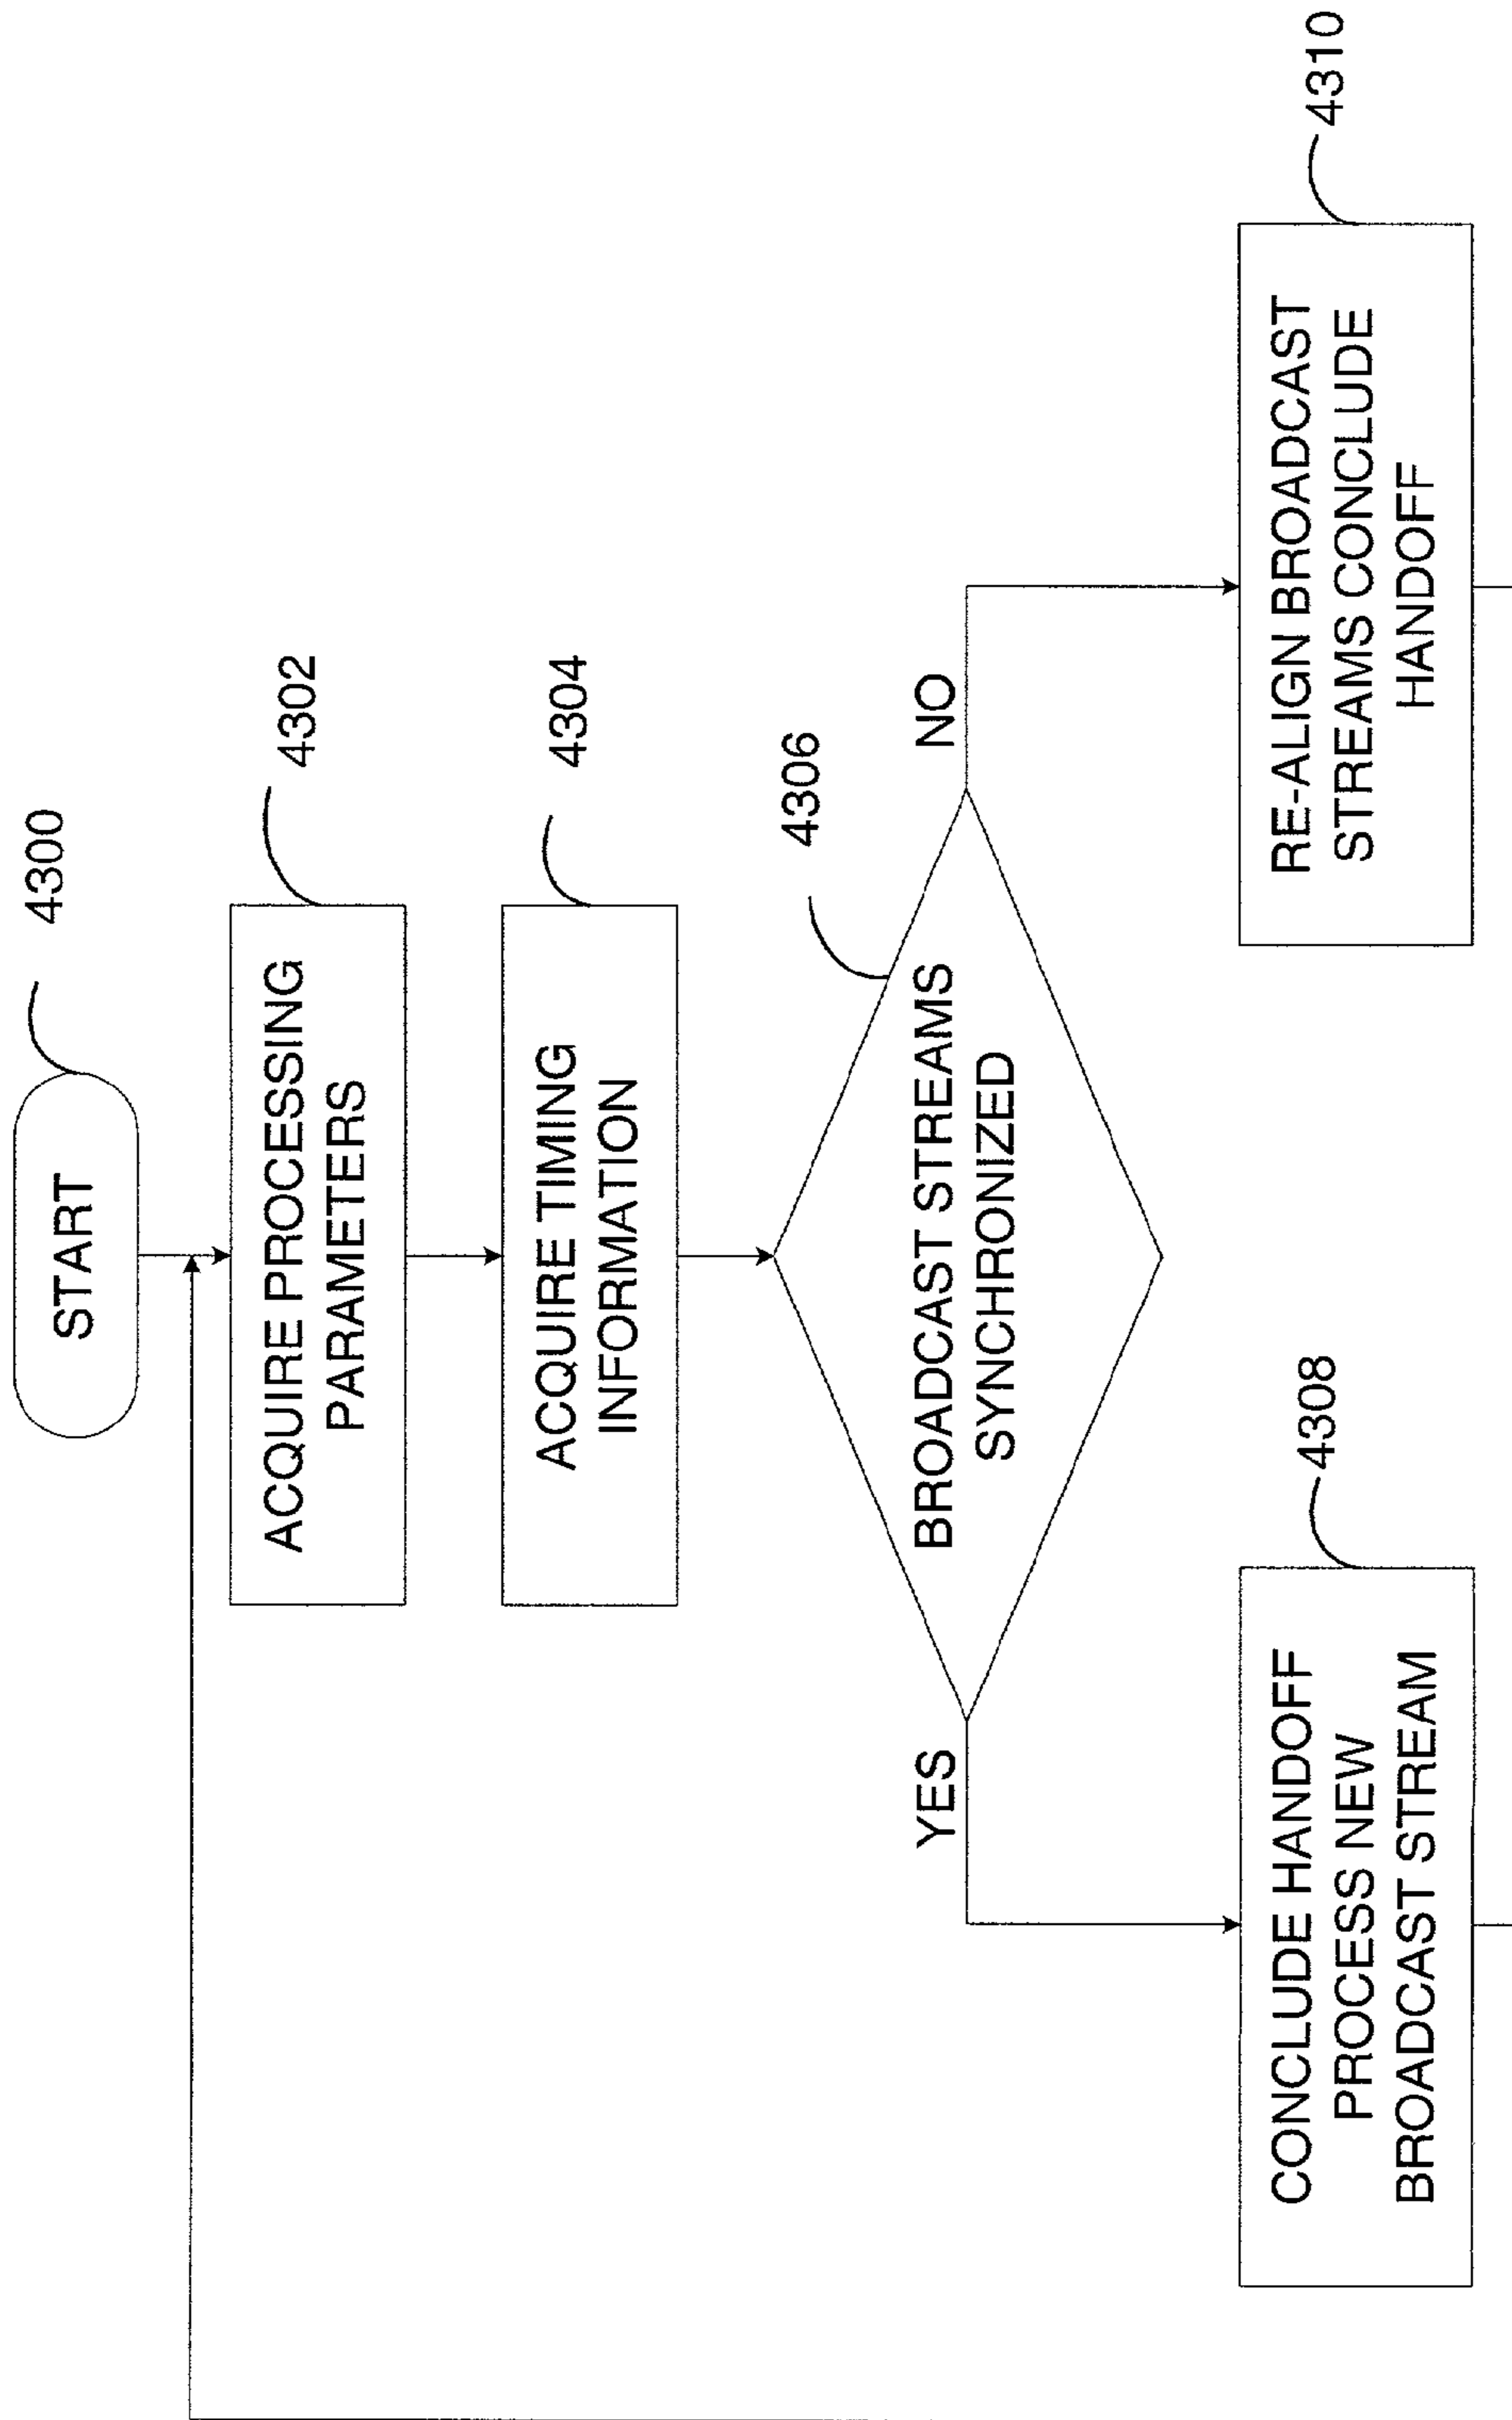 START
4300
ACQUIRE PROCESSING
PARAMETERS
4302
ACQUIRE TIMING
INFORMATION
4304
BROADCAST STREAMS
SYNCHRONIZED
4306
YES
NO
CONCLUDE HANDOFF
PROCESS NEW
BROADCAST STREAM
4308
RE-ALIGN BROADCAST
STREAMS CONCLUDE
HANDOFF
4310